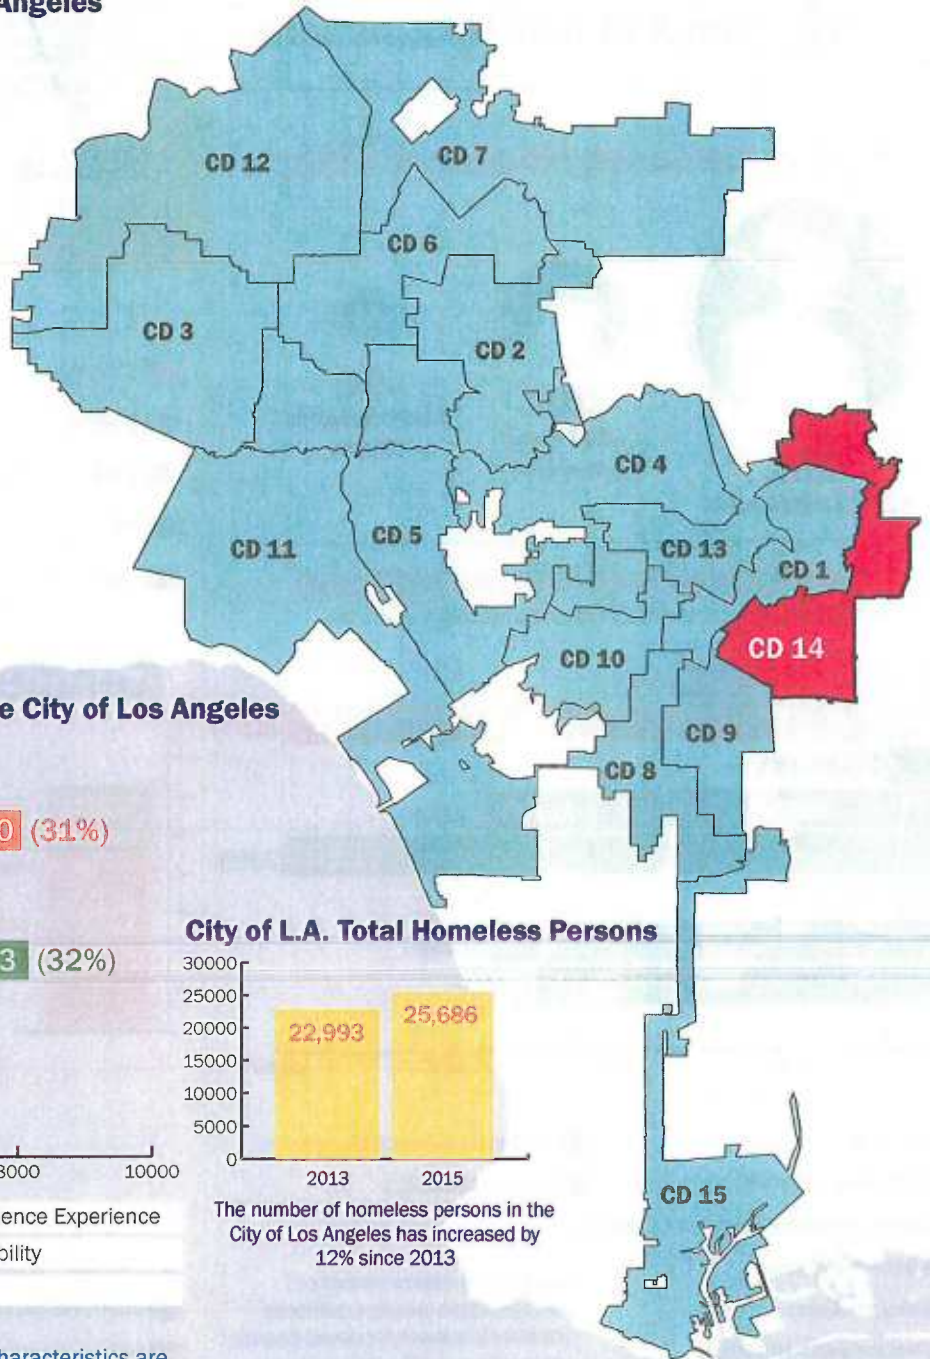 Angeles
CD 12
CD 7
CD 6
CD 3
CD 2
CD 4
CD 5
CD 11
CD 13
CD 1
CD 14
CD 10
CD 9
CD 8
CD 15
e City of Los Angeles
0 (31%)
3 (32%)
8000 10000
ence Experience
bility
haracteristics are
City of L.A. Total Homeless Persons
30000
25000
20000
15000
10000
5000
0
22,993
25,686
2013 2015
The number of homeless persons in the
City of Los Angeles has increased by
12% since 2013